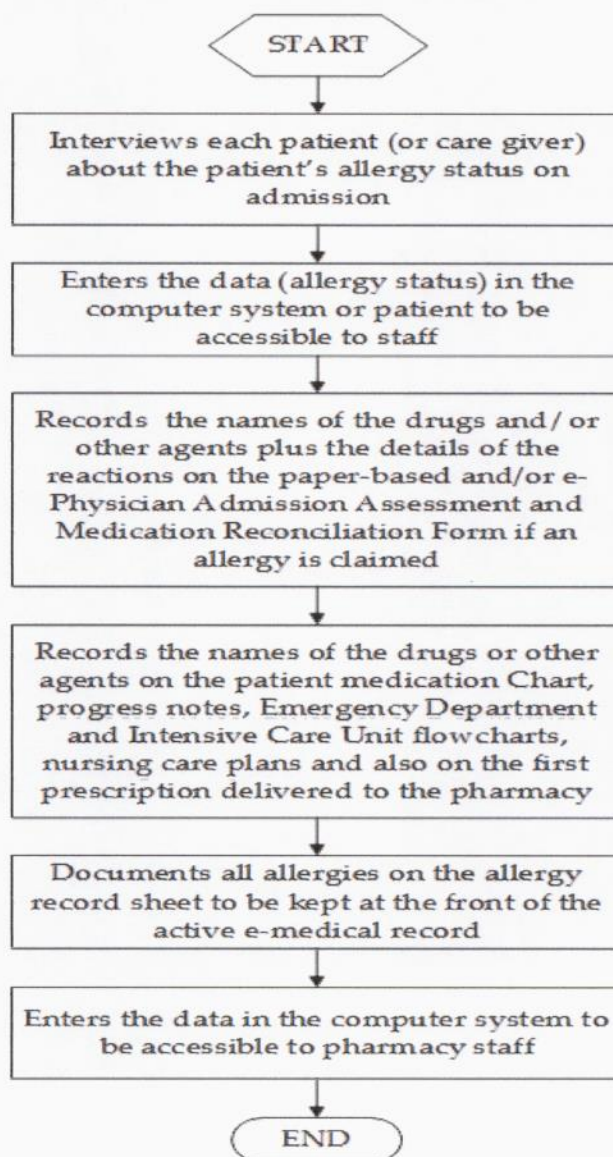 START
Interviews each patient (or care giver)
about the patient's allergy status on
admission
Enters the data (allergy status) in the
computer system or patient to be
accessible to staff
Records the names of the drugs and/or
other agents plus the details of the
reactions on the paper-based and/or e-
Physician Admission Assessment and
Medication Reconciliation Form if an
allergy is claimed
Records the names of the drugs or other
agents on the patient medication Chart,
progress notes, Emergency Department
and Intensive Care Unit flowcharts,
nursing care plans and also on the first
prescription delivered to the pharmacy
Documents all allergies on the allergy
record sheet to be kept at the front of the
active e-medical record
Enters the data in the computer system to
be accessible to pharmacy staff
END